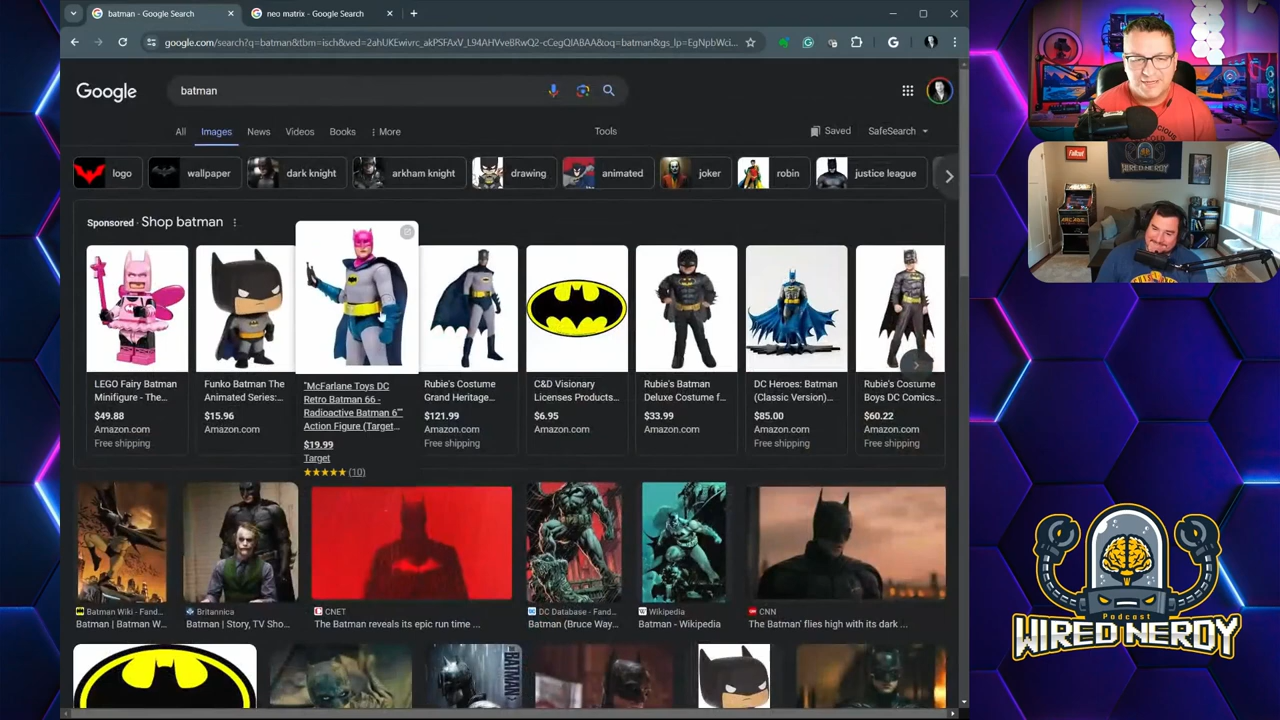 batman - Google Search
neo matrix - Google Search
google.com/search?q=batman&tbm=isch&ved=2ahUKEwivrc_akPSFAxV_L94AHVvsBRwQ2-cCegQIABAA&oq=batman&gs_lp=EgNpbWci...
Google
batman
All
Images
News
Videos
Books
More
Tools
Saved
SafeSearch
logo
wallpaper
dark knight
arkham
drawing
animated
joker
robin
justice league
Sponsored · Shop batman
LEGO Fairy Batman
Minifigure - The...
$49.88
Amazon.com
Free shipping
Funko Batman The
Animated Series:
$15.96
Amazon.com
"McFarlane Toys DC
Retro Batman 66 -
Radioactive Batman 6""
Action Figure (Target...
$19.99
Target
(10)
Rubie's Costume
Grand Heritage...
$121.99
Amazon.com
Free shipping
C&D Visionary
Licenses Products...
$6.95
Amazon.com
Rubie's Batman
Deluxe Costume f...
$33.99
Amazon.com
DC Heroes: Batman
(Classic Version)...
$85.00
Amazon.com
Free shipping
Rubie's Costume
Boys DC Comics...
$60.22
Amazon.com
Free shipping
Batman Wiki - Fand...
Batman | Batman W...
Britannica
Batman | Story, TV Sho...
CNET
The Batman reveals its epic run time ...
DC Database - Fand...
Batman (Bruce Way...
Wikipedia
Batman - Wikipedia
CNN
'The Batman' flies high with its dark ...
BATMAN
Fallout
ARCADE
WIRED NERDY
Podcast
WIRED NERDY